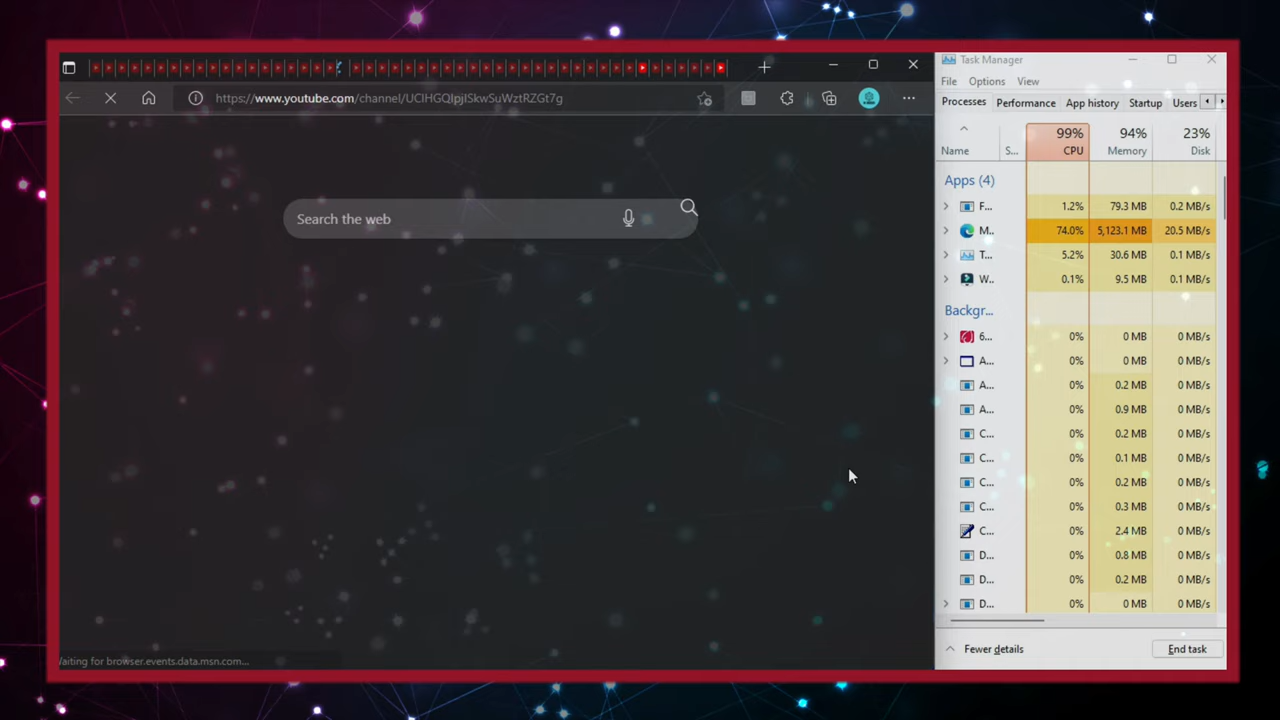 https://www.youtube.com/channel/UClHGQIpjISkwSuWztRZGt7g
Search the web
Waiting for browser.events.data.msn.com...
Task Manager
File Options View
Processes Performance App history Startup Users
99% 94% 23%
Name S... CPU Memory Disk
Apps (4)
F... 1.2% 79.3 MB 0.2 MB/s
M.. 74.0% 5,123.1 MB 20.5 MB/s
T... 5.2% 30.6 MB 0.1 MB/s
W.. 0.1% 9.5 MB 0.1 MB/s
Backgr...
6... 0% 0 MB 0 MB/s
A... 0% 0 MB 0 MB/s
A... 0% 0.2 MB 0 MB/s
A... 0% 0.9 MB 0 MB/s
C... 0% 0.2 MB 0 MB/s
C... 0% 0.1 MB 0 MB/s
C... 0% 0.2 MB 0 MB/s
C... 0% 0.3 MB 0 MB/s
C... 0% 2.4 MB 0 MB/s
D... 0% 0.8 MB 0 MB/s
D... 0% 0.2 MB 0 MB/s
D... 0% 0 MB 0 MB/s
Fewer details End task